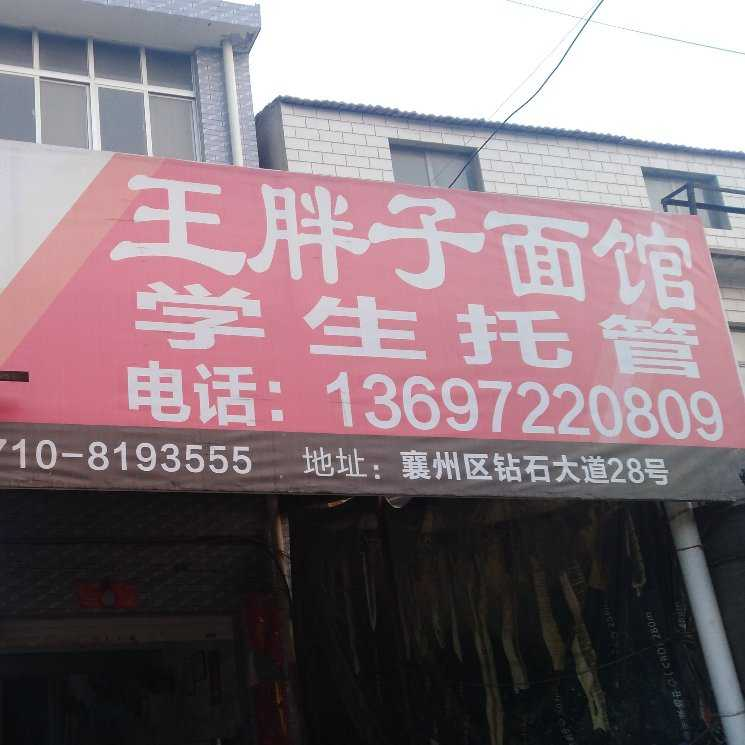 王胖子面馆
学生托管
电话：13697220809
710-8193555 地址：襄州区钻石大道28号